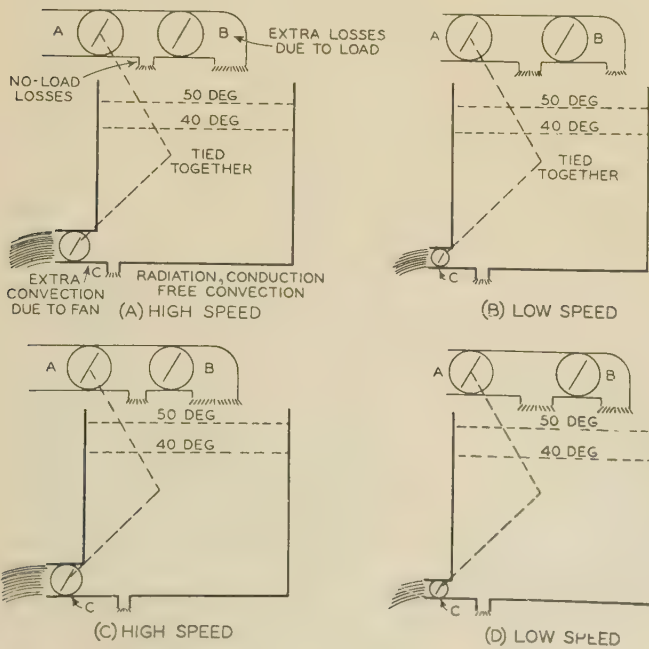 A
B
EXTRA LOSSES
DUE TO LOAD
NO-LOAD
LOSSES
50 DEG
40 DEG
TIED
TOGETHER
C
EXTRA
CONVECTION
DUE TO FAN
RADIATION, CONDUCTION
FREE CONVECTION
(A) HIGH SPEED
A
B
50 DEG
40 DEG
TIED
TOGETHER
C
(B) LOW SPEED
A
B
50 DEG
40 DEG
C
(C) HIGH SPEED
A
B
50 DEG
40 DEG
C
(D) LOW SPEED